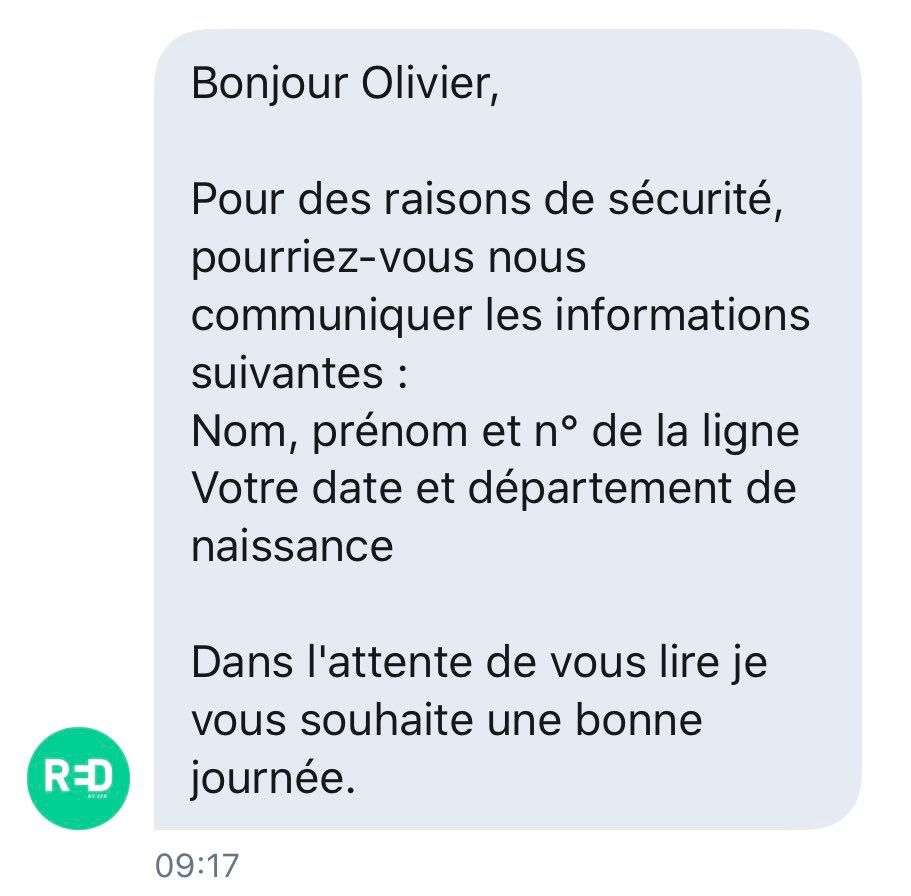 Bonjour Olivier,
Pour des raisons de sécurité,
pourriez-vous nous
communiquer les informations
suivantes :
Nom, prénom et n° de la ligne
Votre date et département de
naissance
Dans l'attente de vous lire je
vous souhaite une bonne
journée.
RED
BY SFR
09:17